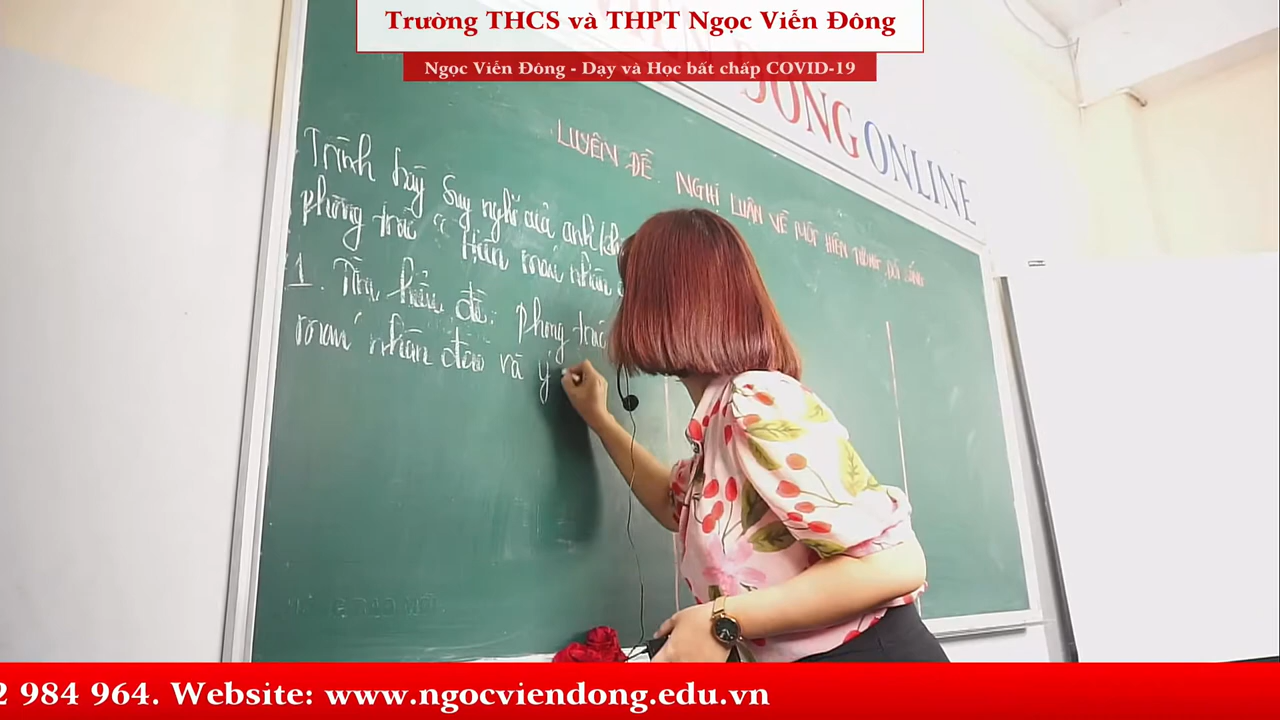 Trường THCS và THPT Ngọc Viễn Đông
Ngọc Viễn Đông - Dạy và Học bất chấp COVID-19
ĐÔNG ONLINE
LUYỆN ĐỀ NGHỊ LUẬN VỀ MỘT HIỆN TƯỢNG ĐỜI SỐNG
Trình bày suy nghĩ của anh/
phong trào " Hiến máu nhân
1. Tìm hiểu đề: phong trào
máu nhân đạo và ý
2 984 964. Website: www.ngocviendong.edu.vn